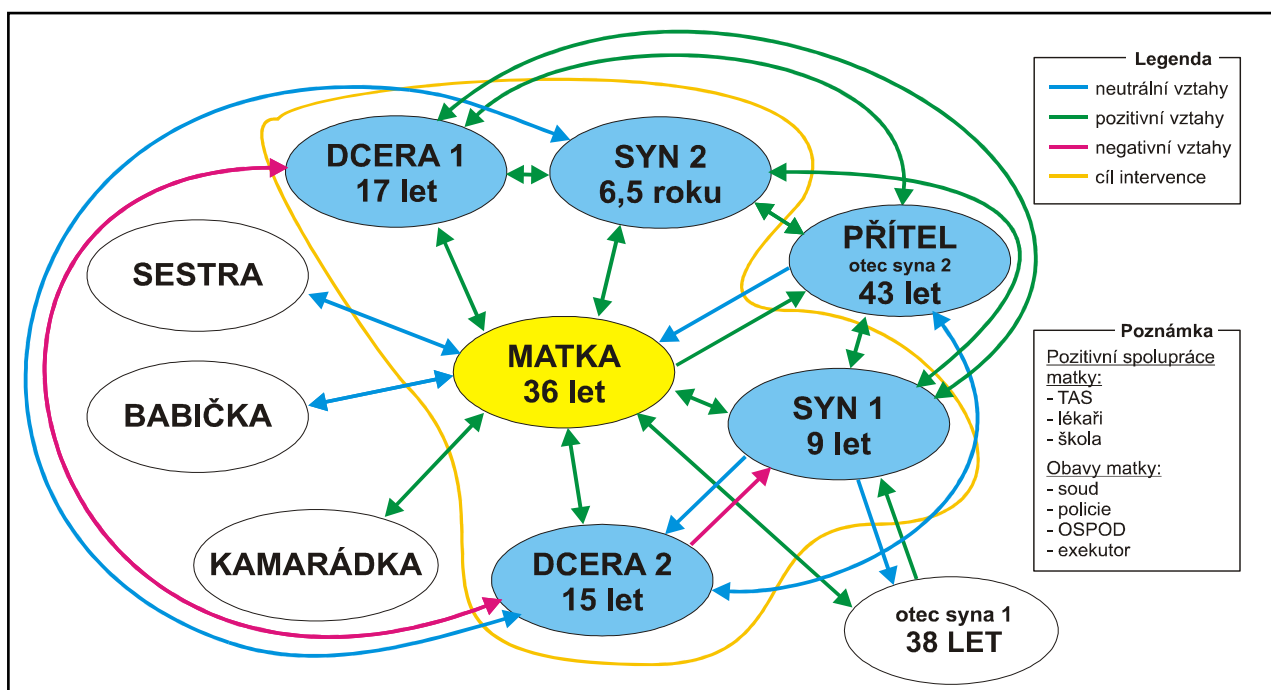 DCERA 1
17 let
SYN 2
6,5 roku
PŘÍTEL
otec syna 2
43 let
SESTRA
MATKA
36 let
BABIČKA
SYN 1
9 let
KAMARÁDKA
DCERA 2
15 let
otec syna 1
38 LET
Legenda
neutrální vztahy
pozitivní vztahy
negativní vztahy
cíl intervence
Poznámka
Pozitivní spolupráce
matky:
- TAS
- lékaři
- škola
Obavy matky:
- soud
- policie
- OSPOD
- exekutor